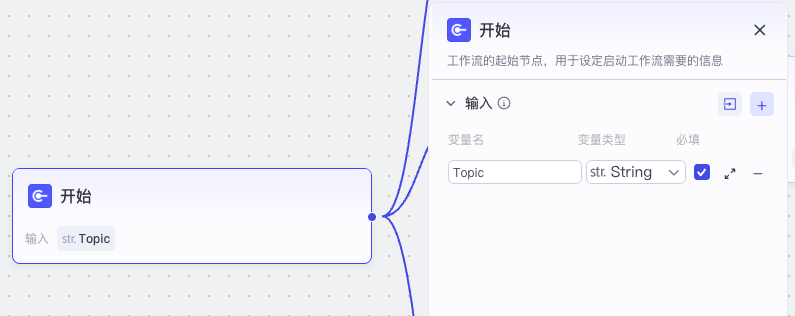 开始
输入 str. Topic
开始
工作流的起始节点，用于设定启动工作流需要的信息
输入
变量名 变量类型 必填
Topic str. String